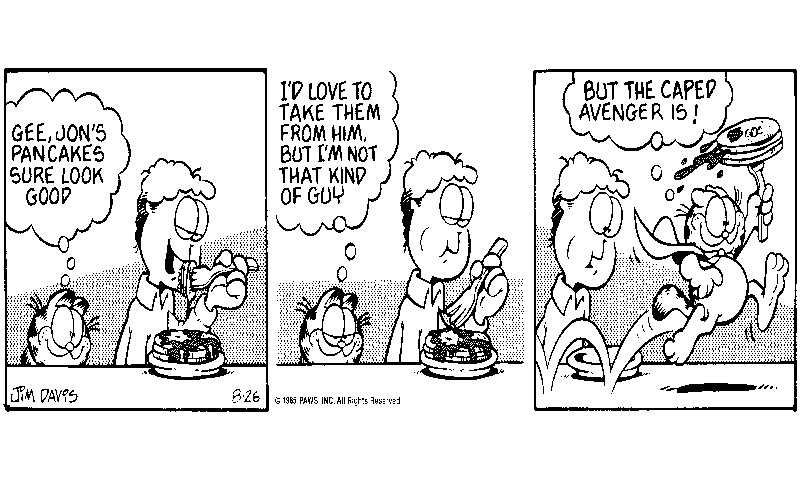 GEE, JON'S
PANCAKES
SURE LOOK
GOOD
I'D LOVE TO
TAKE THEM
FROM HIM,
BUT I'M NOT
THAT KIND
OF GUY
BUT THE CAPED
AVENGER IS!
JIM DAVIS
8-26
© 1985 PAWS, INC. All Rights Reserved